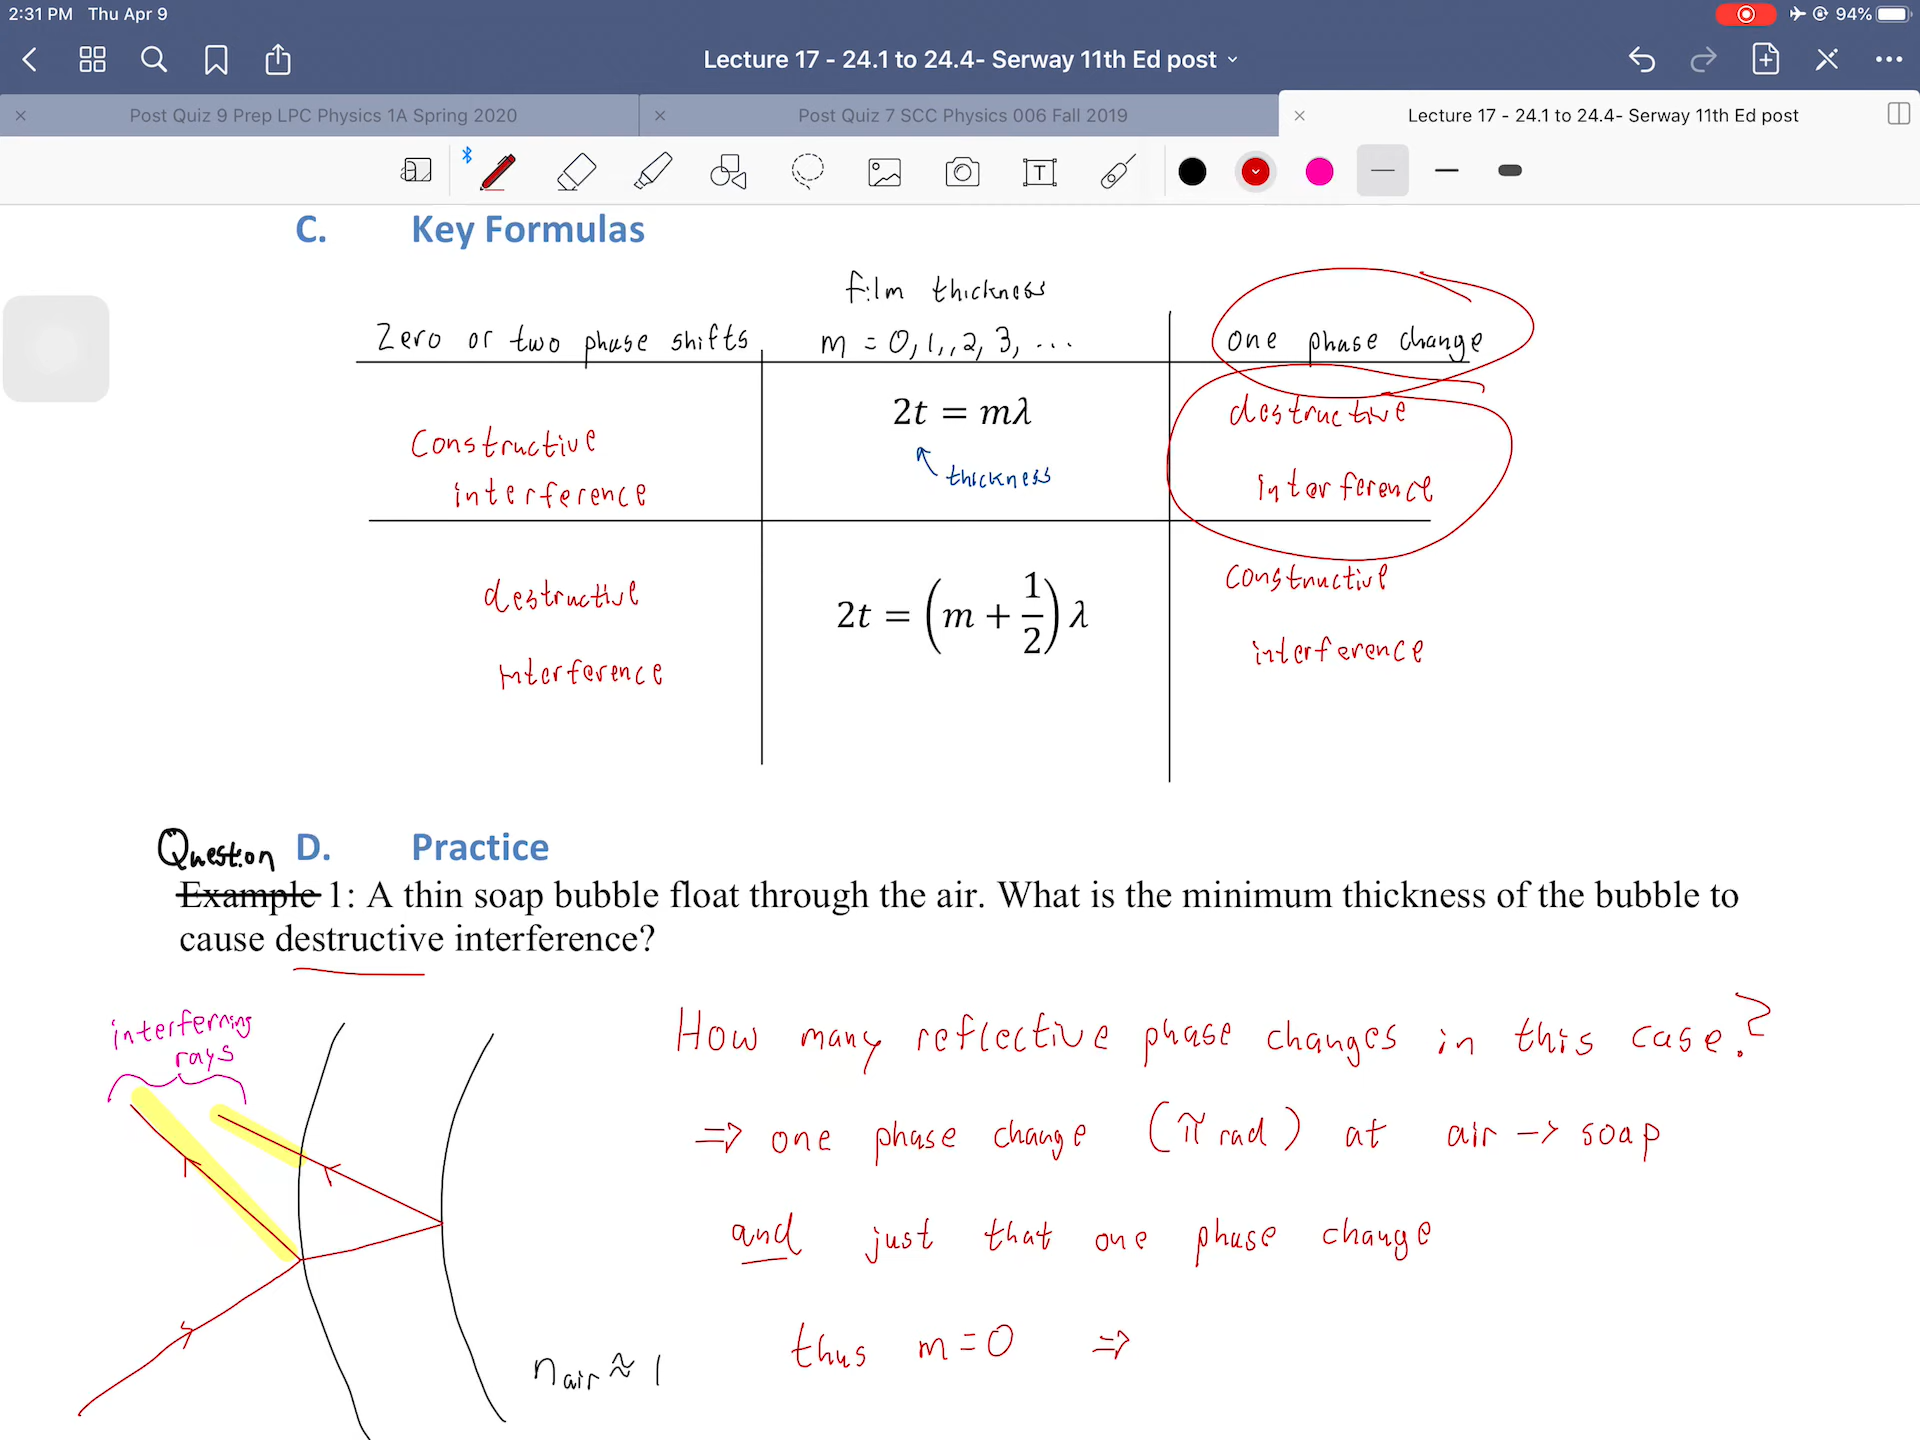 2:31 PM Thu Apr 9
94%
Lecture 17 - 24.1 to 24.4- Serway 11th Ed post
Post Quiz 9 Prep LPC Physics 1A Spring 2020
Post Quiz 7 SCC Physics 006 Fall 2019
Lecture 17 - 24.1 to 24.4- Serway 11th Ed post
C. Key Formulas
film thickness
Zero or two phase shifts m = 0, 1,, 2, 3, ... one phase change
2t = mλ
thickness
Constructive
interference
destructive
interference
destructive
interference
2t = (m + 1/2) λ
constructive
interference
Question D. Practice
Example 1: A thin soap bubble float through the air. What is the minimum thickness of the bubble to
cause destructive interference?
interferring
rays
How many reflective phase changes in this case?
⇒ one phase change (π rad) at air → soap
and just that one phase change
thus m = 0 ⇒
n air ≈ 1